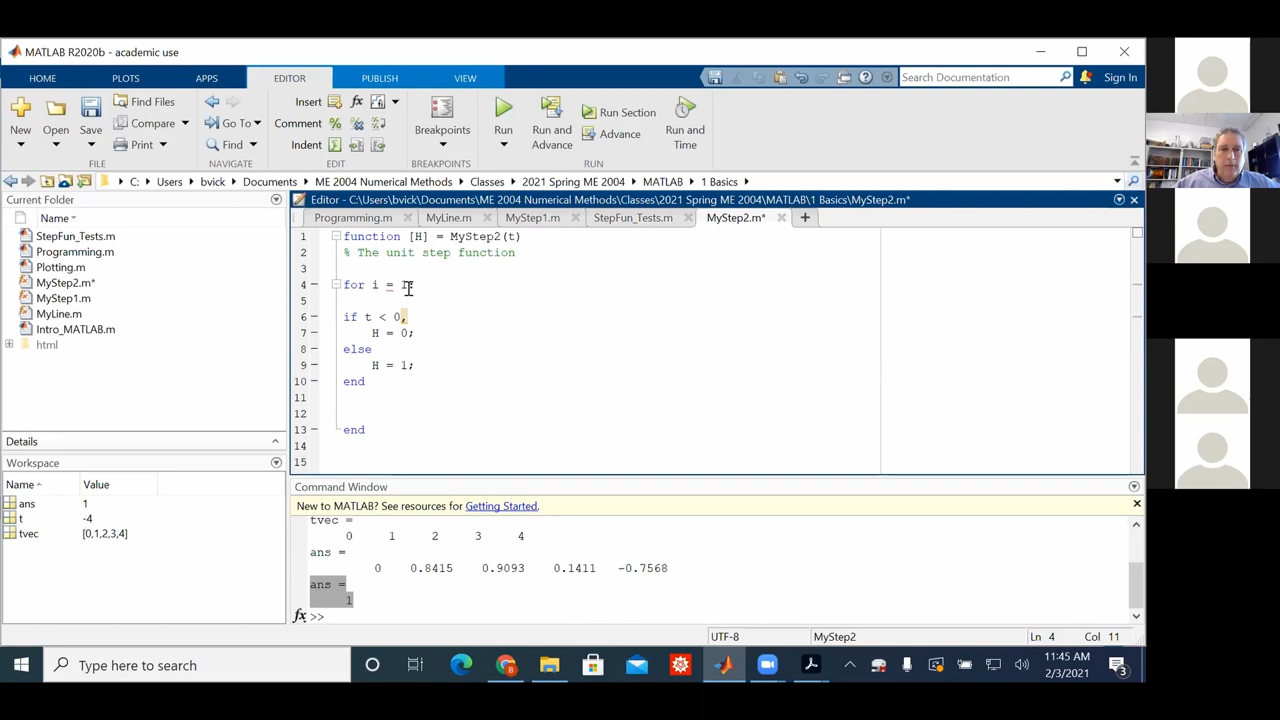 MATLAB R2020b - academic use
HOME PLOTS APPS EDITOR PUBLISH VIEW Search Documentation Sign In
New Open Save Find Files Compare Print
Go To Find
Insert fx
Comment % % %
Indent
Breakpoints
Run Run and Advance Run Section Advance Run and Time
FILE NAVIGATE EDIT BREAKPOINTS RUN
C: Users bvick Documents ME 2004 Numerical Methods Classes 2021 Spring ME 2004 MATLAB 1 Basics
Current Folder
Name
StepFun_Tests.m
Programming.m
Plotting.m
MyStep2.m*
MyStep1.m
MyLine.m
Intro_MATLAB.m
html
Details
Workspace
Name Value
ans 1
t -4
tvec [0,1,2,3,4]
Editor - C:\Users\bvick\Documents\ME 2004 Numerical Methods\Classes\2021 Spring ME 2004\MATLAB\1 Basics\MyStep2.m*
Programming.m MyLine.m MyStep1.m StepFun_Tests.m MyStep2.m*
1 function [H] = MyStep2(t)
2 % The unit step function
3
4 for i = 1:
5
6 if t < 0,
7 H = 0;
8 else
9 H = 1;
10 end
11
12
13 end
14
15
Command Window
New to MATLAB? See resources for Getting Started.
tvec =
0 1 2 3 4
ans =
0 0.8415 0.9093 0.1411 -0.7568
ans =
1
fx >>
UTF-8 MyStep2 Ln 4 Col 11
Type here to search
11:45 AM
2/3/2021
3